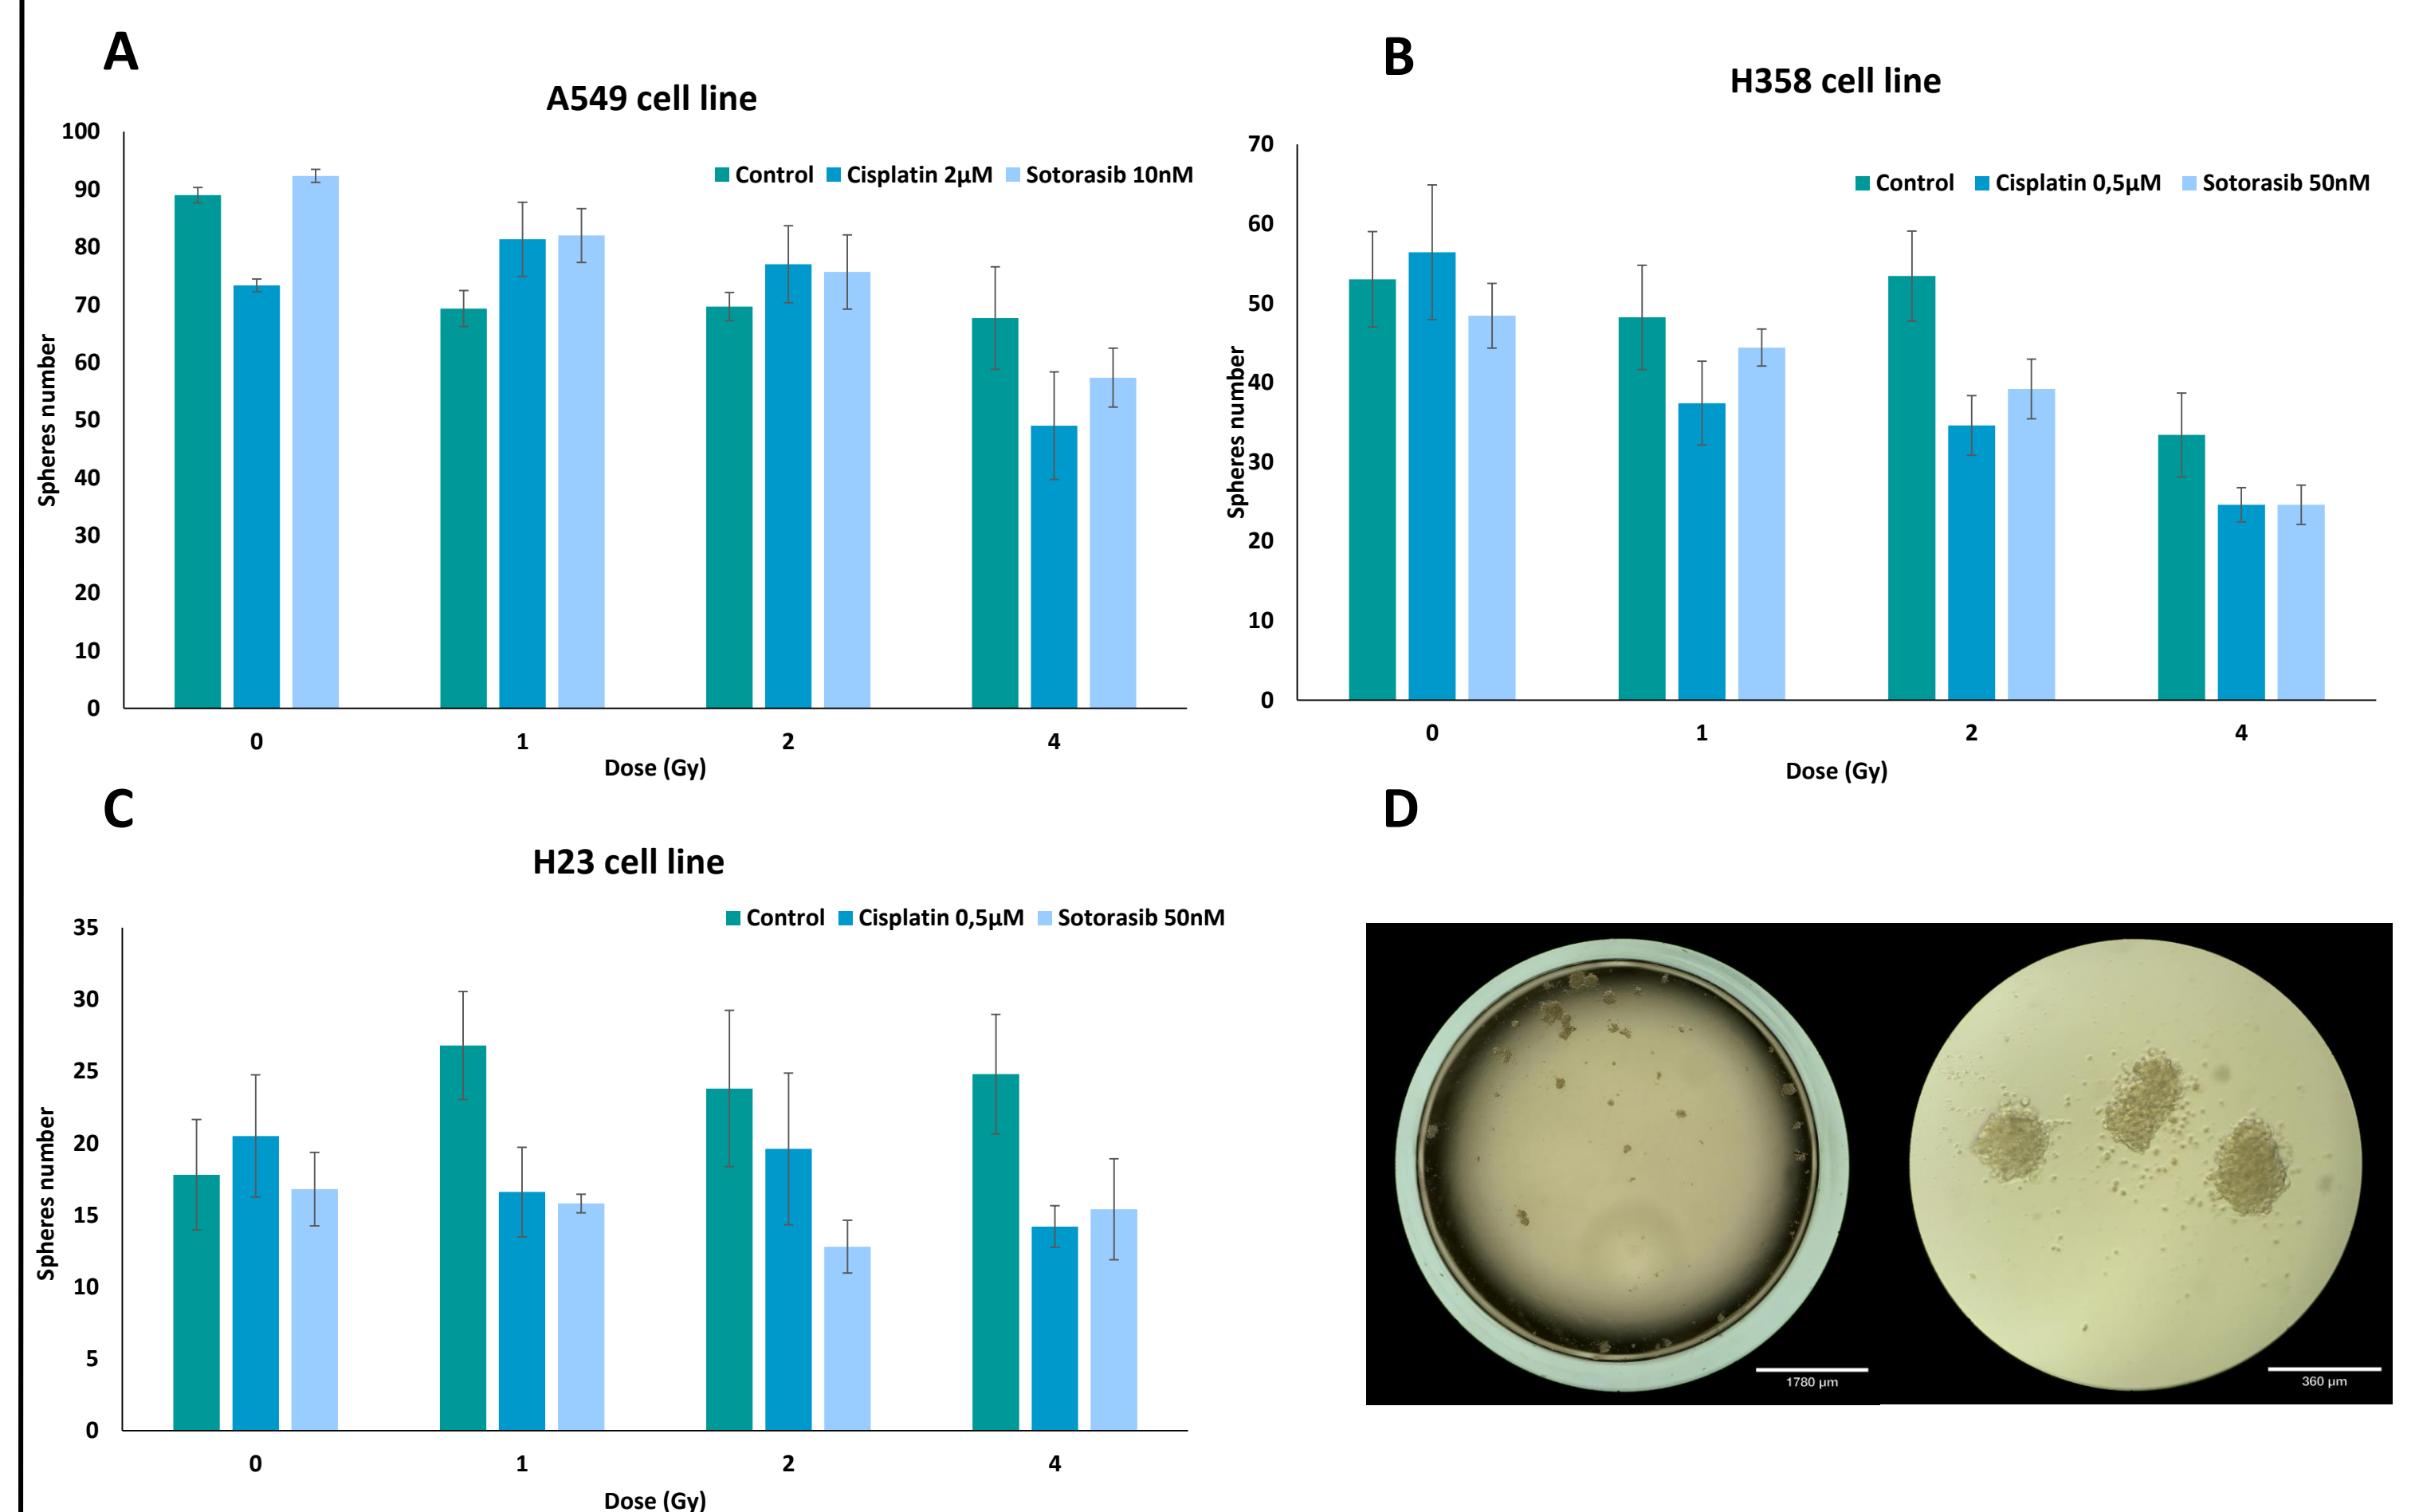 A
A549 cell line
Control Cisplatin 2µM Sotorasib 10nM
Spheres number
100
90
80
70
60
50
40
30
20
10
0
0 1 2 4
Dose (Gy)
B
H358 cell line
Control Cisplatin 0,5µM Sotorasib 50nM
Spheres number
70
60
50
40
30
20
10
0
0 1 2 4
Dose (Gy)
C
H23 cell line
Control Cisplatin 0,5µM Sotorasib 50nM
Spheres number
35
30
25
20
15
10
5
0
0 1 2 4
Dose (Gy)
D
1780 µm
360 µm